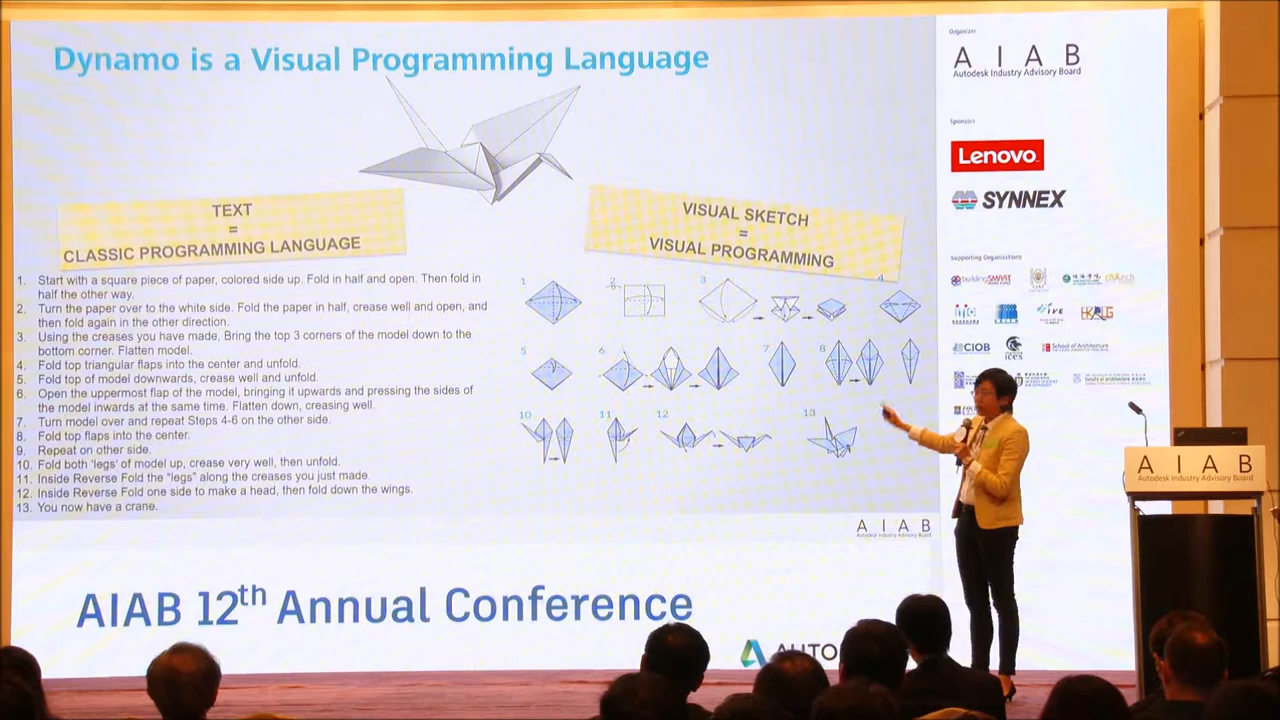 Dynamo is a Visual Programming Language
TEXT
=
CLASSIC PROGRAMMING LANGUAGE
1. Start with a square piece of paper, colored side up. Fold in half and open. Then fold in
half the other way.
2. Turn the paper over to the white side. Fold the paper in half, crease well and open, and
then fold again in the other direction.
3. Using the creases you have made, Bring the top 3 corners of the model down to the
bottom corner. Flatten model.
4. Fold top triangular flaps into the center and unfold.
5. Fold top of model downwards, crease well and unfold.
6. Open the uppermost flap of the model, bringing it upwards and pressing the sides of
the model inwards at the same time. Flatten down, creasing well.
7. Turn model over and repeat Steps 4-6 on the other side.
8. Fold top flaps into the center.
9. Repeat on other side.
10. Fold both 'legs' of model up, crease very well, then unfold.
11. Inside Reverse Fold the "legs" along the creases you just made.
12. Inside Reverse Fold one side to make a head, then fold down the wings.
13. You now have a crane.
VISUAL SKETCH
=
VISUAL PROGRAMMING
1 2 3 4
5 6 7 8
10 11 12 13
AIAB
Autodesk Industry Advisory Board
AIAB 12th Annual Conference
AUTO
Organizer
AIAB
Autodesk Industry Advisory Board
Sponsors
Lenovo
SYNNEX
Supporting Organizations
buildingSMART
IVE
CIOB
ices
School of Architecture
AIAB
Autodesk Industry Advisory Board